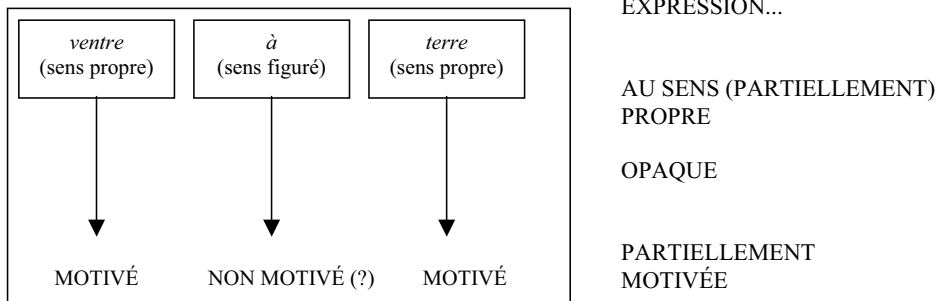 EXPRESSION...
ventre à terre
(sens propre) (sens figuré) (sens propre)
AU SENS (PARTIELLEMENT)
PROPRE
OPAQUE
MOTIVÉ NON MOTIVÉ (?) MOTIVÉ
PARTIELLEMENT
MOTIVÉE